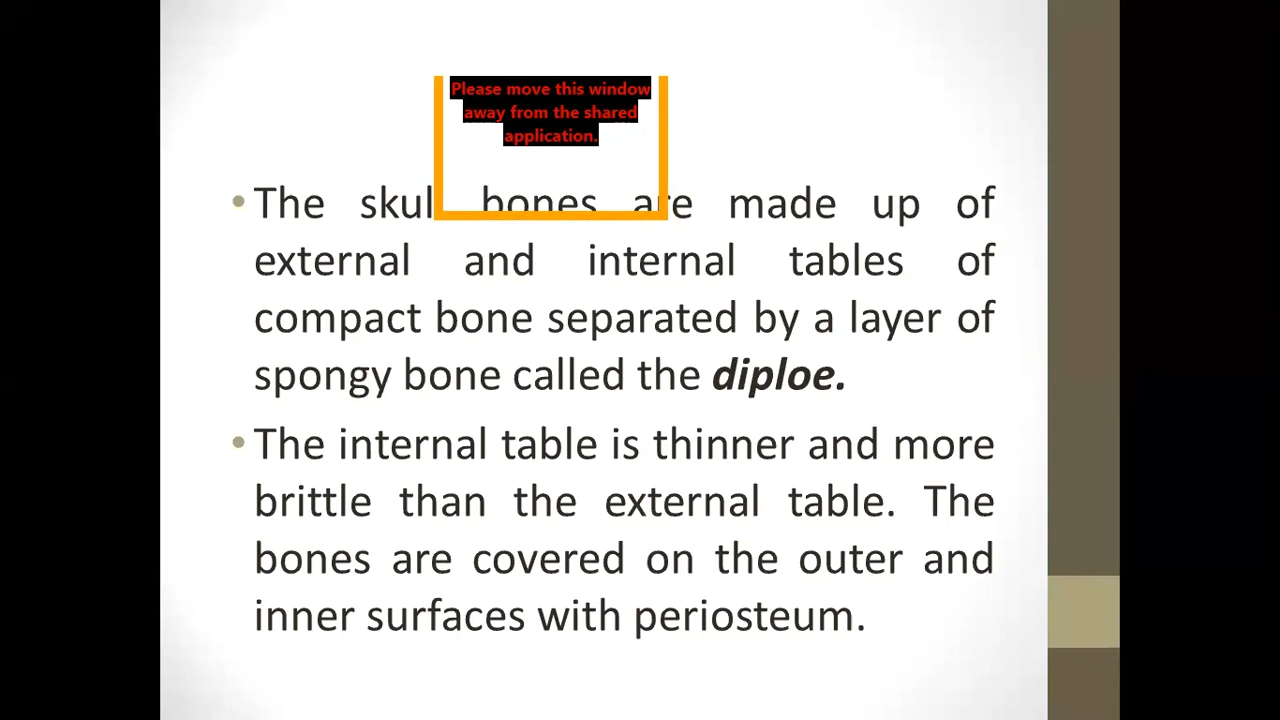 Please move this window
away from the shared
application.
• The skull bones are made up of
external and internal tables of
compact bone separated by a layer of
spongy bone called the diploe.
• The internal table is thinner and more
brittle than the external table. The
bones are covered on the outer and
inner surfaces with periosteum.